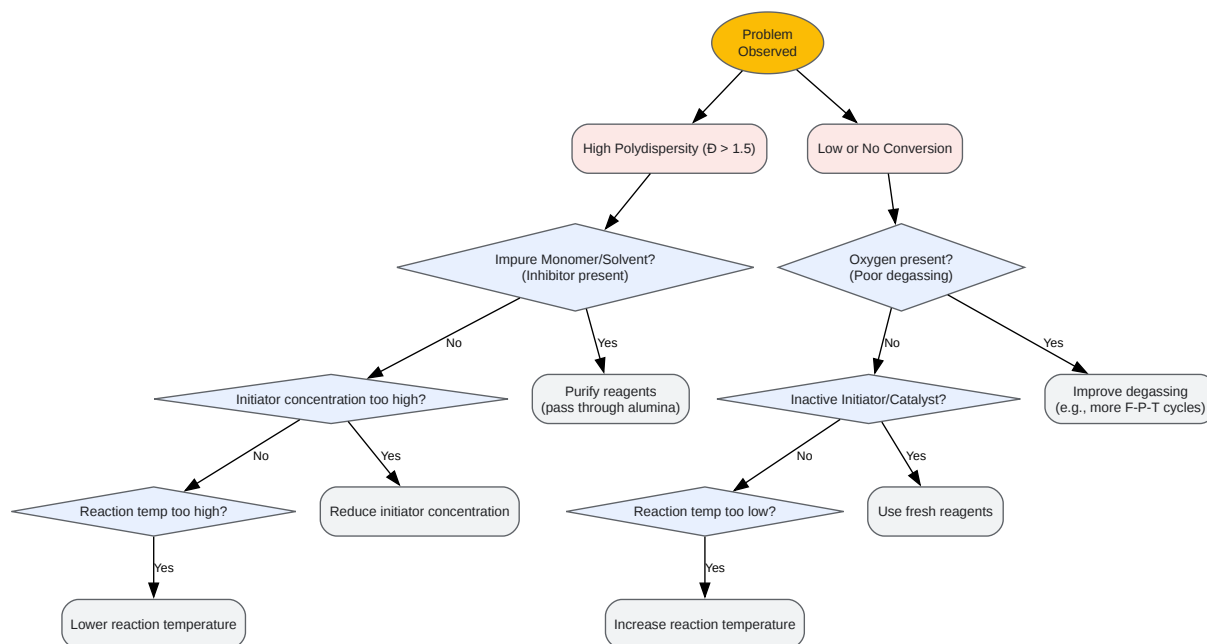 Problem
Observed
High Polydispersity (Đ > 1.5)
Low or No Conversion
Impure Monomer/Solvent?
(Inhibitor present)
Oxygen present?
(Poor degassing)
No
Yes
No
Yes
Initiator concentration too high?
Purify reagents
(pass through alumina)
Inactive Initiator/Catalyst?
Improve degassing
(e.g., more F-P-T cycles)
No
Yes
No
Yes
Reaction temp too high?
Reduce initiator concentration
Reaction temp too low?
Use fresh reagents
Yes
Yes
Lower reaction temperature
Increase reaction temperature